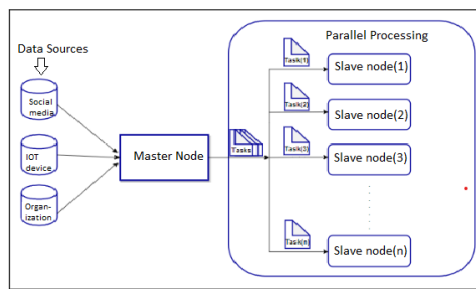 Data Sources
Social
media
IOT
device
Organ-
ization
Master Node
Tasks
Parallel Processing
Task(1)
Slave node(1)
Task(2)
Slave node(2)
Task(3)
Slave node(3)
Task(n)
Slave node(n)